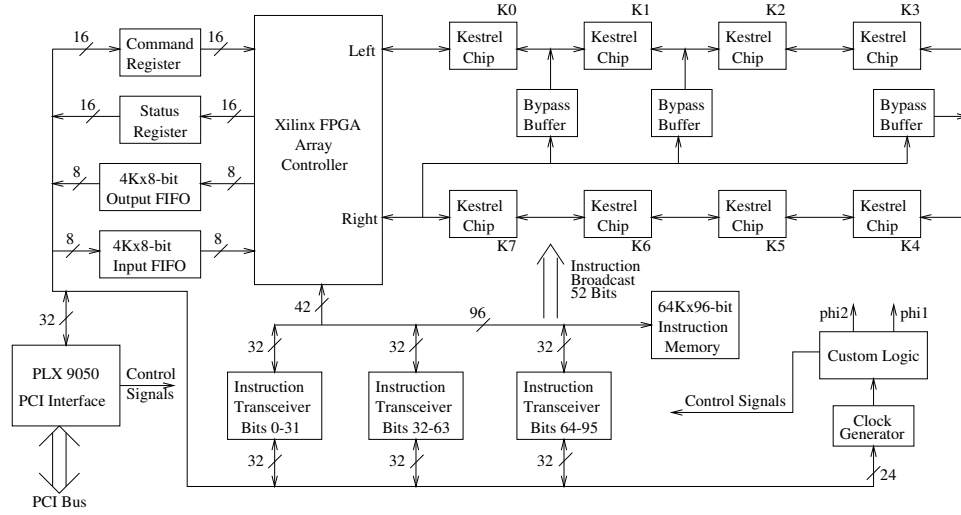 K0
K1
K2
K3
16
Command
Register
16
Left
Kestrel
Chip
Kestrel
Chip
Kestrel
Chip
Kestrel
Chip
16
Status
Register
16
Xilinx FPGA
Array
Controller
Bypass
Buffer
Bypass
Buffer
Bypass
Buffer
8
4Kx8-bit
Output FIFO
8
Right
Kestrel
Chip
Kestrel
Chip
Kestrel
Chip
Kestrel
Chip
K7
K6
K5
K4
8
4Kx8-bit
Input FIFO
8
Instruction
Broadcast
52 Bits
42
96
64Kx96-bit
Instruction
Memory
phi2
phi1
32
32
32
32
Custom Logic
PLX 9050
PCI Interface
Control
Signals
Instruction
Transceiver
Bits 0-31
Instruction
Transceiver
Bits 32-63
Instruction
Transceiver
Bits 64-95
Control Signals
Clock
Generator
32
32
32
24
PCI Bus